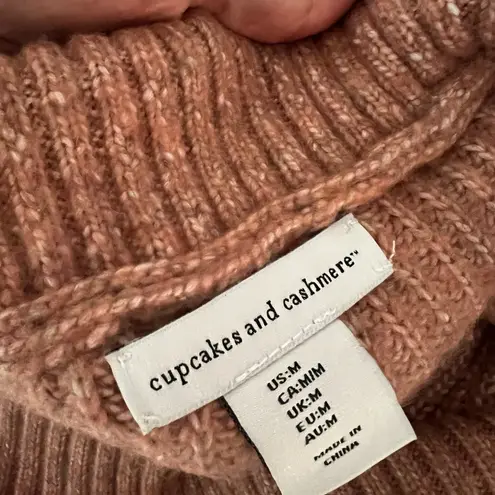 cupcakes and cashmere™
US:M
CA:M/M
UK:M
EU:M
AU:M
MADE IN
CHINA